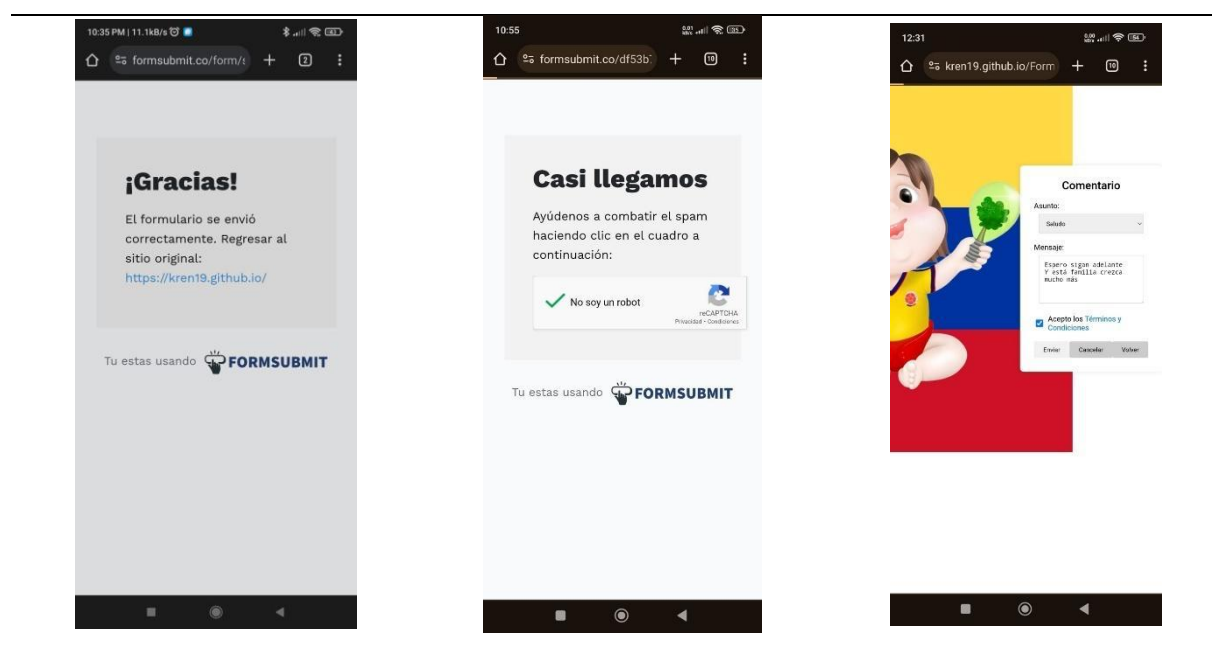 10:35 PM | 11.1kB/s
formsubmit.co/form/
2
¡Gracias!
El formulario se envió
correctamente. Regresar al
sitio original:
https://kren19.github.io/
Tu estas usando FORMSUBMIT
10:55
formsubmit.co/df53b
10
Casi llegamos
Ayúdenos a combatir el spam
haciendo clic en el cuadro a
continuación:
No soy un robot
reCAPTCHA
Privacidad - Condiciones
Tu estas usando FORMSUBMIT
12:31
kren19.github.io/Form
10
Comentario
Asunto:
Saludo
Mensaje:
Espero sigan adelante
Y está familia crezca
mucho más
Acepto los Términos y
Condiciones
Enviar Cancelar Volver